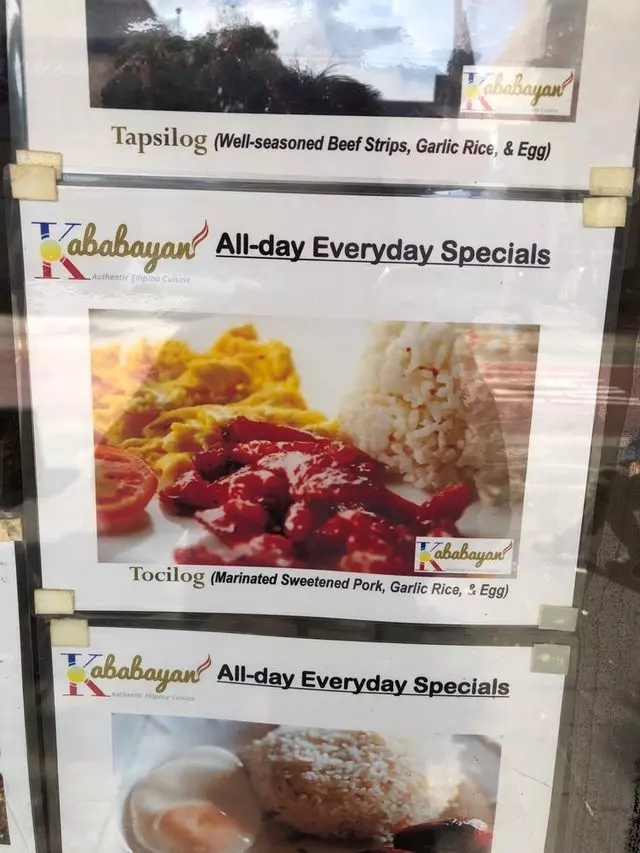 Kababayan
Tapsilog (Well-seasoned Beef Strips, Garlic Rice, & Egg)
Kababayan All-day Everyday Specials
Authentic Filipino Cuisine
Kababayan
Tocilog (Marinated Sweetened Pork, Garlic Rice, & Egg)
Kababayan All-day Everyday Specials
Authentic Filipino Cuisine